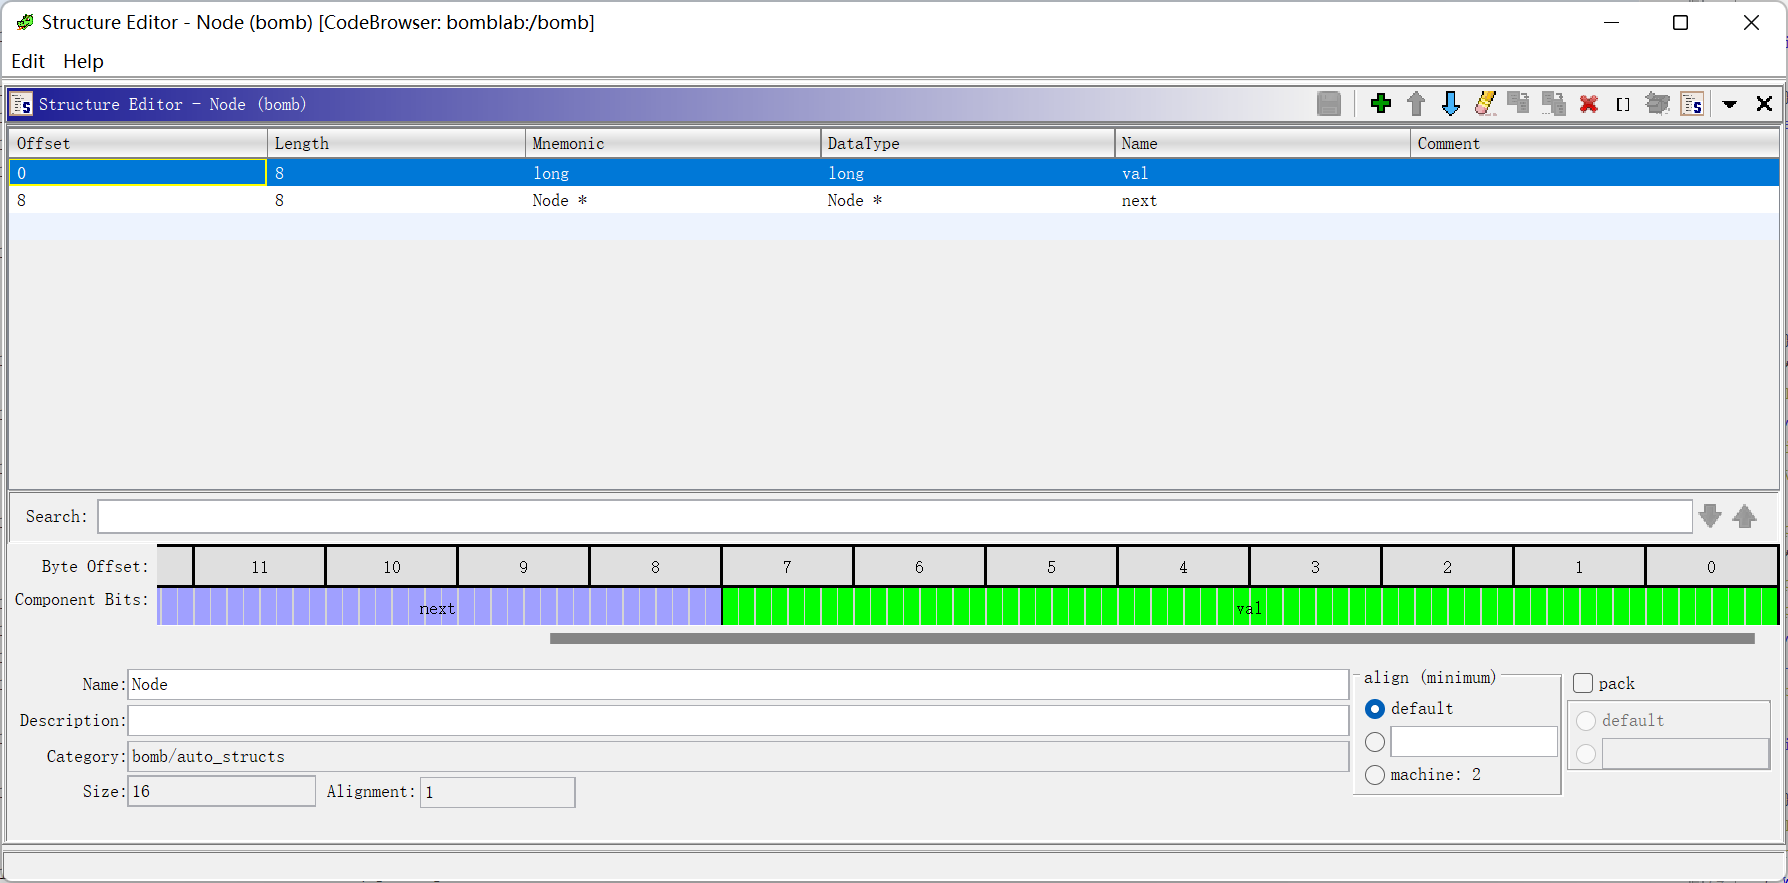 Structure Editor - Node (bomb) [CodeBrowser: bomblab:/bomb]
Edit Help
Structure Editor - Node (bomb)
Offset Length Mnemonic DataType Name Comment
0 8 long long val
8 8 Node * Node * next
Search:
Byte Offset: 11 10 9 8 7 6 5 4 3 2 1 0
Component Bits: next val
Name: Node
Description:
Category: bomb/auto_structs
Size: 16 Alignment: 1
align (minimum)
default
machine: 2
pack
default